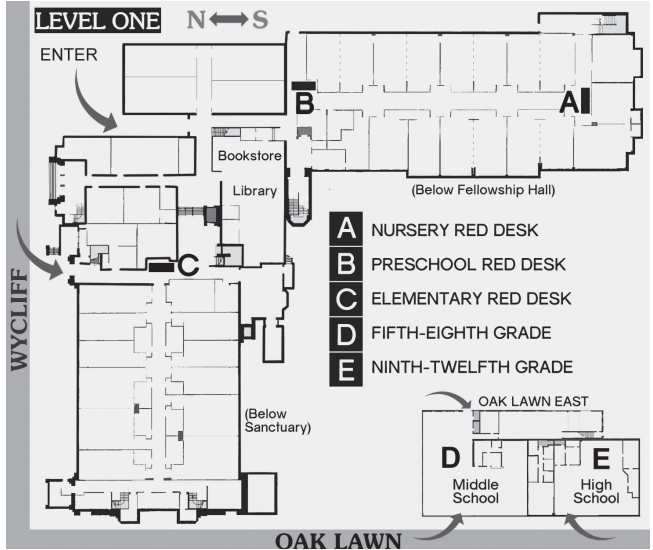 LEVEL ONE
N S
ENTER
B
A
Bookstore
Library
(Below Fellowship Hall)
C
A NURSERY RED DESK
B PRESCHOOL RED DESK
C ELEMENTARY RED DESK
D FIFTH-EIGHTH GRADE
E NINTH-TWELFTH GRADE
WYCLIFF
(Below
Sanctuary)
OAK LAWN EAST
D
Middle
School
E
High
School
OAK LAWN